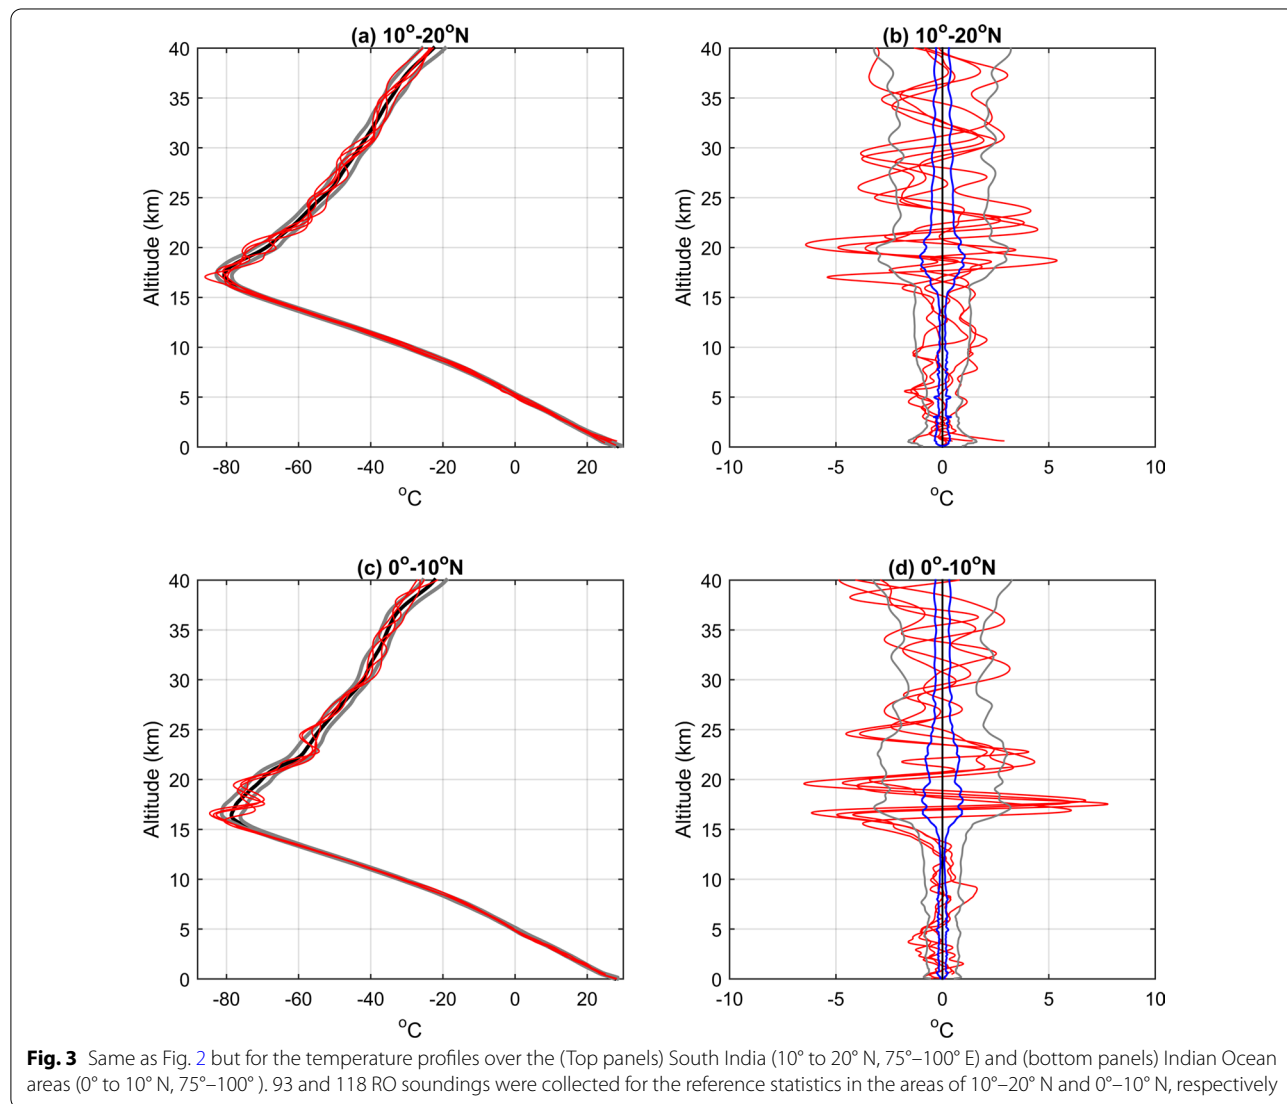 (a) 10°-20°N
(b) 10°-20°N
40
35
30
25
20
15
10
5
0
Altitude (km)
-80 -60 -40 -20 0 20
°C
40
35
30
25
20
15
10
5
0
Altitude (km)
-10 -5 0 5 10
°C
(c) 0°-10°N
(d) 0°-10°N
40
35
30
25
20
15
10
5
0
Altitude (km)
-80 -60 -40 -20 0 20
°C
40
35
30
25
20
15
10
5
0
Altitude (km)
-10 -5 0 5 10
°C
Fig. 3 Same as Fig. 2 but for the temperature profiles over the (Top panels) South India (10° to 20° N, 75°–100° E) and (bottom panels) Indian Ocean
areas (0° to 10° N, 75°–100° ). 93 and 118 RO soundings were collected for the reference statistics in the areas of 10°–20° N and 0°–10° N, respectively